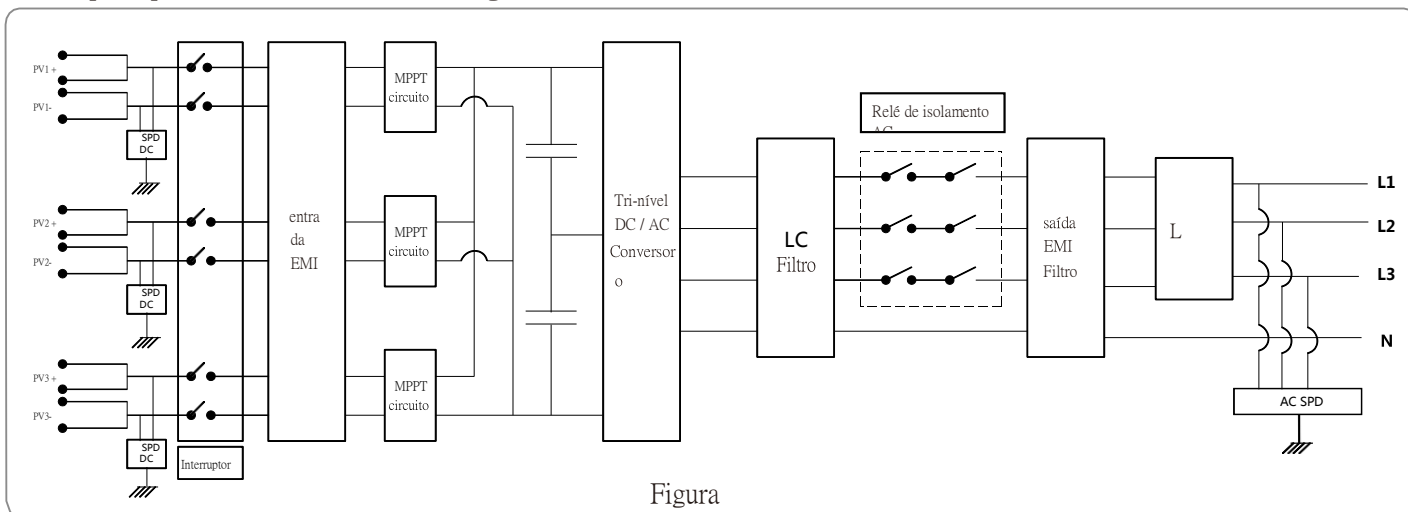 PV1 +
PV1-
SPD
DC
PV2 +
PV2-
SPD
DC
PV3 +
PV3-
SPD
DC
Interruptor
entra
da
EMI
MPPT
circuito
MPPT
circuito
MPPT
circuito
Tri-nível
DC / AC
Conversor
o
LC
Filtro
Relé de isolamento
AC
saída
EMI
Filtro
L
L1
L2
L3
N
AC SPD
Figura